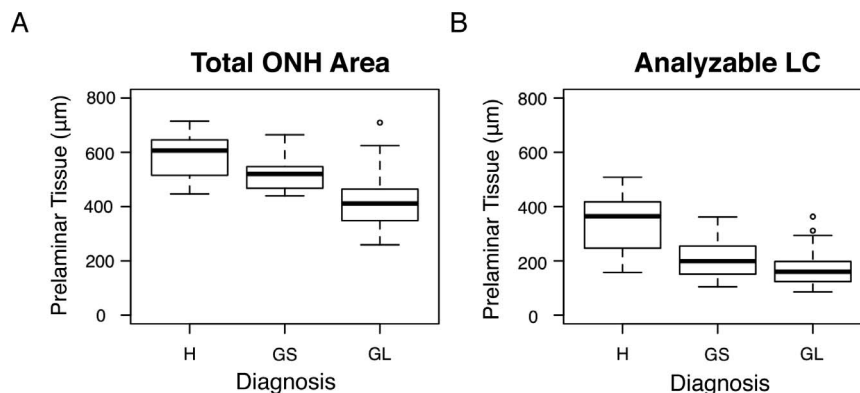 A
Total ONH Area
Prelaminar Tissue (μm)
800
600
400
200
0
H GS GL
Diagnosis
B
Analyzable LC
Prelaminar Tissue (μm)
800
600
400
200
0
H GS GL
Diagnosis